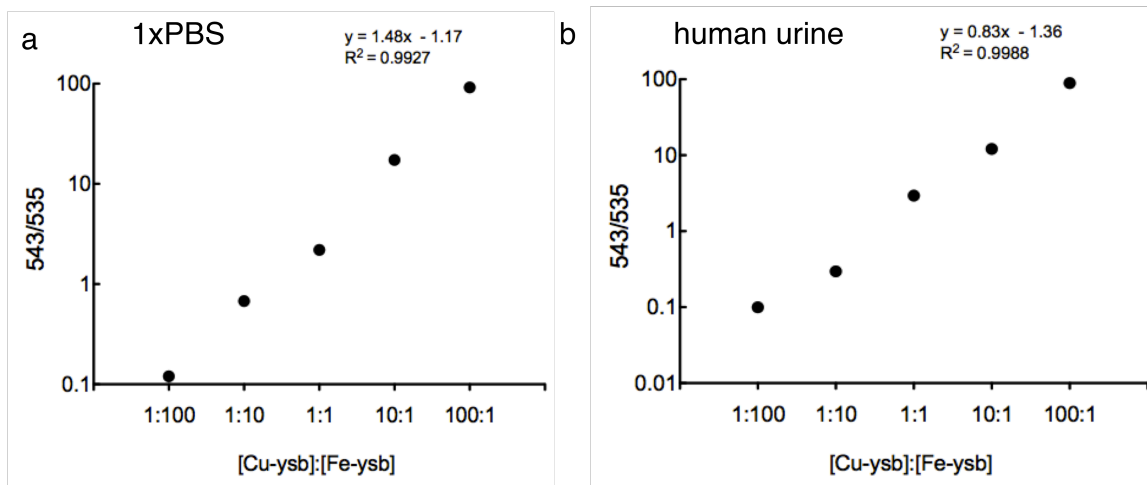 a
1xPBS
y = 1.48x - 1.17
R² = 0.9927
100
10
1
0.1
543/535
1:100 1:10 1:1 10:1 100:1
[Cu-ysb]:[Fe-ysb]
b
human urine
y = 0.83x - 1.36
R² = 0.9988
100
10
1
0.1
0.01
543/535
1:100 1:10 1:1 10:1 100:1
[Cu-ysb]:[Fe-ysb]